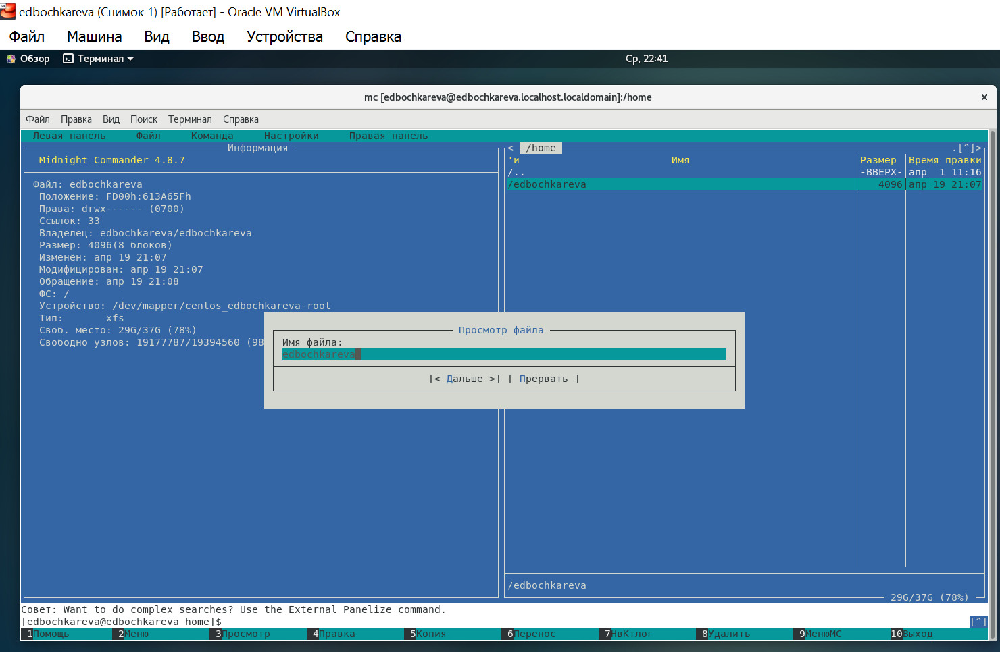 edbochkareva (Снимок 1) [Работает] - Oracle VM VirtualBox
Файл Машина Вид Ввод Устройства Справка
Обзор Терминал Ср, 22:41
mc [edbochkareva@edbochkareva.localhost.localdomain]:/home
Файл Правка Вид Поиск Терминал Справка
Левая панель Файл Команда Настройки Правая панель
Информация
Midnight Commander 4.8.7
Файл: edbochkareva
Положение: FD00h:613A65Fh
Права: drwx------ (0700)
Ссылок: 33
Владелец: edbochkareva/edbochkareva
Размер: 4096(8 блоков)
Изменён: апр 19 21:07
Модифицирован: апр 19 21:07
Обращение: апр 19 21:08
ФС: /
Устройство: /dev/mapper/centos_edbochkareva-root
Тип: xfs
Своб. место: 29G/37G (78%)
Свободно узлов: 19177787/19394560 (98
<─ /home .[^]>
'и Имя Размер Время правки
/.. -ВВЕРХ- апр 1 11:16
/edbochkareva 4096 апр 19 21:07
Просмотр файла
Имя файла:
edbochkareva
[< Дальше >] [ Прервать ]
/edbochkareva
29G/37G (78%)
Совет: Want to do complex searches? Use the External Panelize command.
[edbochkareva@edbochkareva home]$ [^]
1Помощь 2Меню 3Просмотр 4Правка 5Копия 6Перенос 7НвКтлог 8Удалить 9МенюМС 10Выход